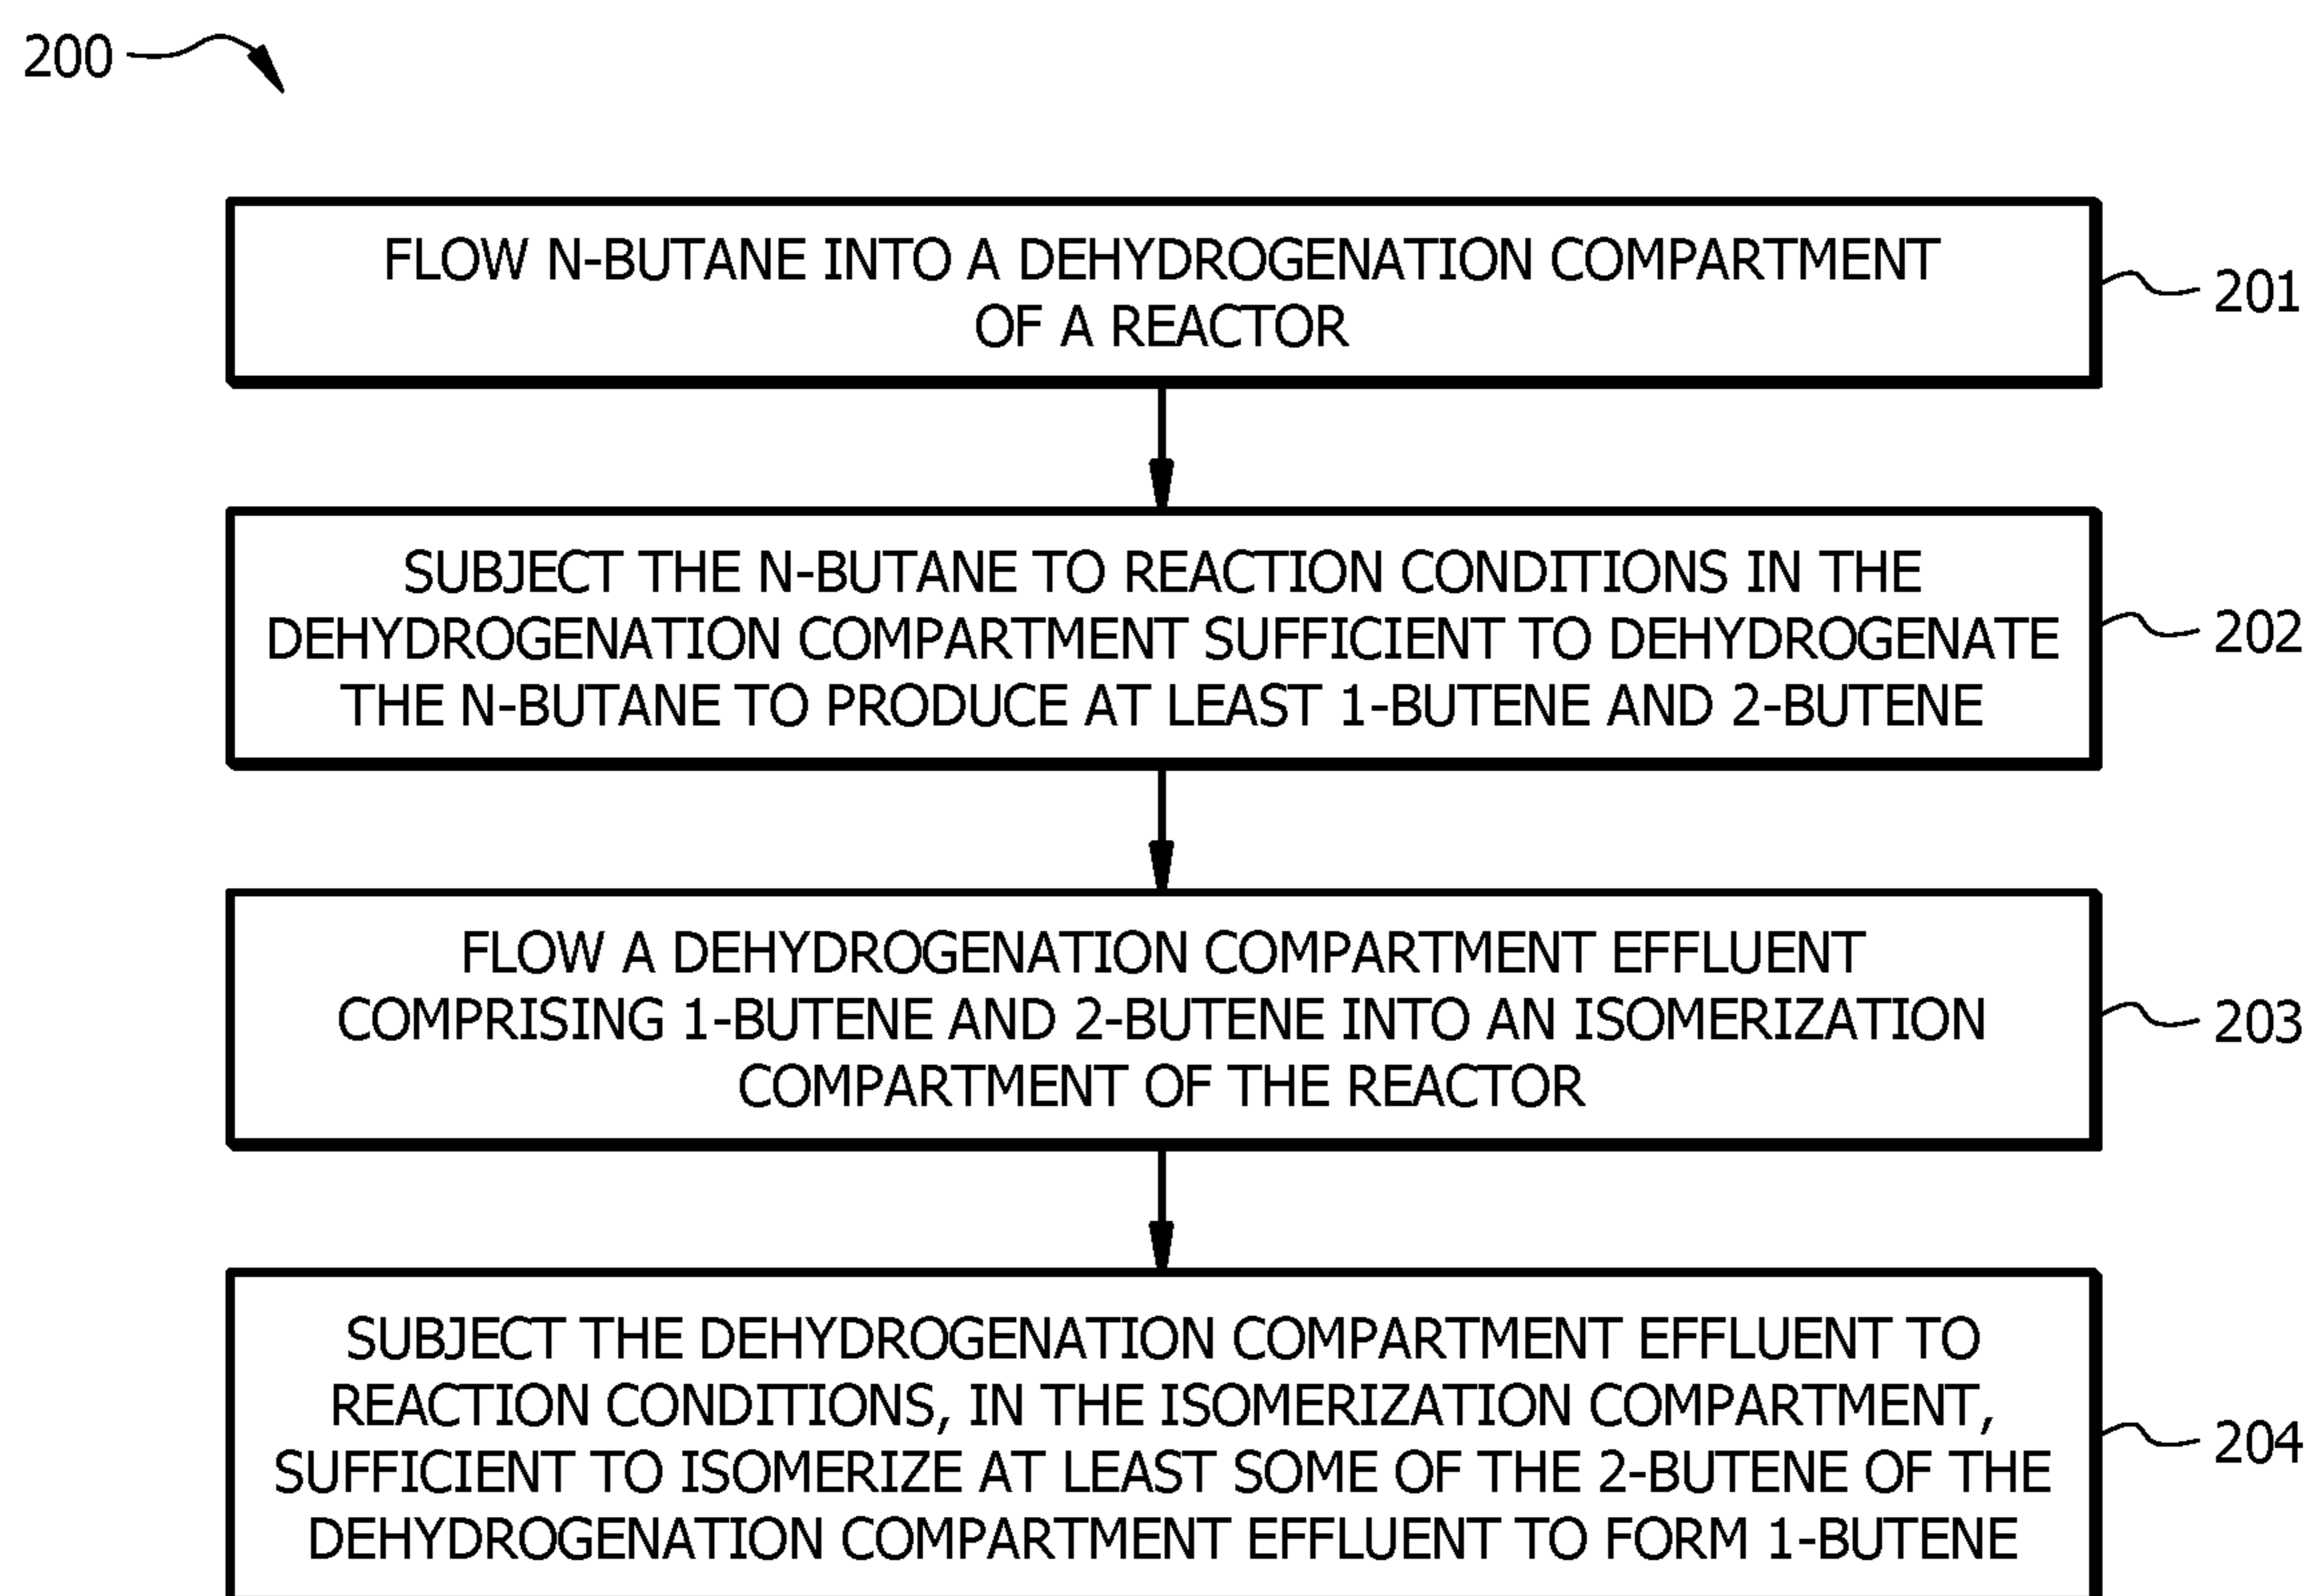 200
FLOW N-BUTANE INTO A DEHYDROGENATION COMPARTMENT
OF A REACTOR
201
SUBJECT THE N-BUTANE TO REACTION CONDITIONS IN THE
DEHYDROGENATION COMPARTMENT SUFFICIENT TO DEHYDROGENATE
THE N-BUTANE TO PRODUCE AT LEAST 1-BUTENE AND 2-BUTENE
202
FLOW A DEHYDROGENATION COMPARTMENT EFFLUENT
COMPRISING 1-BUTENE AND 2-BUTENE INTO AN ISOMERIZATION
COMPARTMENT OF THE REACTOR
203
SUBJECT THE DEHYDROGENATION COMPARTMENT EFFLUENT TO
REACTION CONDITIONS, IN THE ISOMERIZATION COMPARTMENT,
SUFFICIENT TO ISOMERIZE AT LEAST SOME OF THE 2-BUTENE OF THE
DEHYDROGENATION COMPARTMENT EFFLUENT TO FORM 1-BUTENE
204